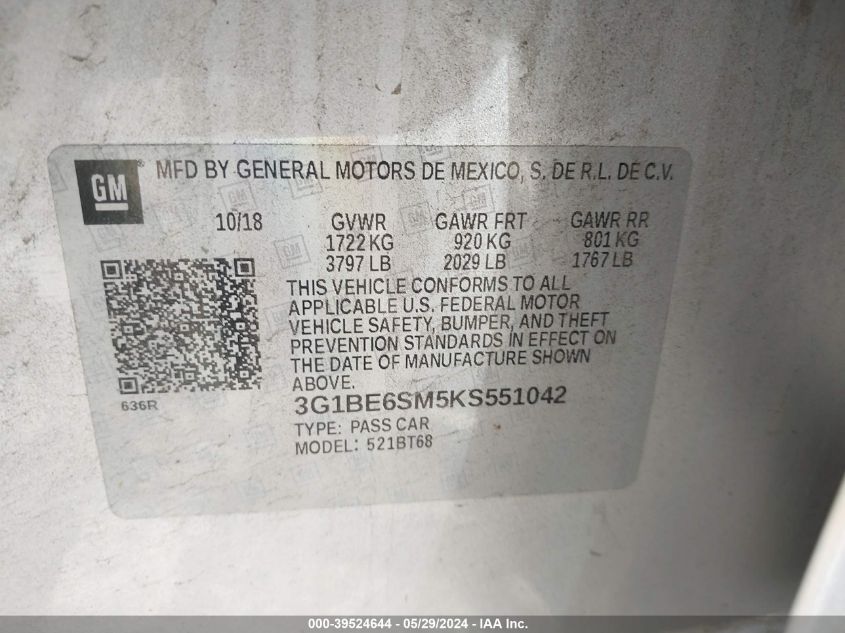 GM ® MFD BY GENERAL MOTORS DE MEXICO, S. DE R.L. DE C.V.
10/18 GVWR GAWR FRT GAWR RR
1722 KG 920 KG 801 KG
3797 LB 2029 LB 1767 LB
THIS VEHICLE CONFORMS TO ALL
APPLICABLE U.S. FEDERAL MOTOR
VEHICLE SAFETY, BUMPER, AND THEFT
PREVENTION STANDARDS IN EFFECT ON
THE DATE OF MANUFACTURE SHOWN
ABOVE.
636R 3G1BE6SM5KS551042
TYPE: PASS CAR
MODEL: 521BT68
000-39524644 - 05/29/2024 - IAA Inc.